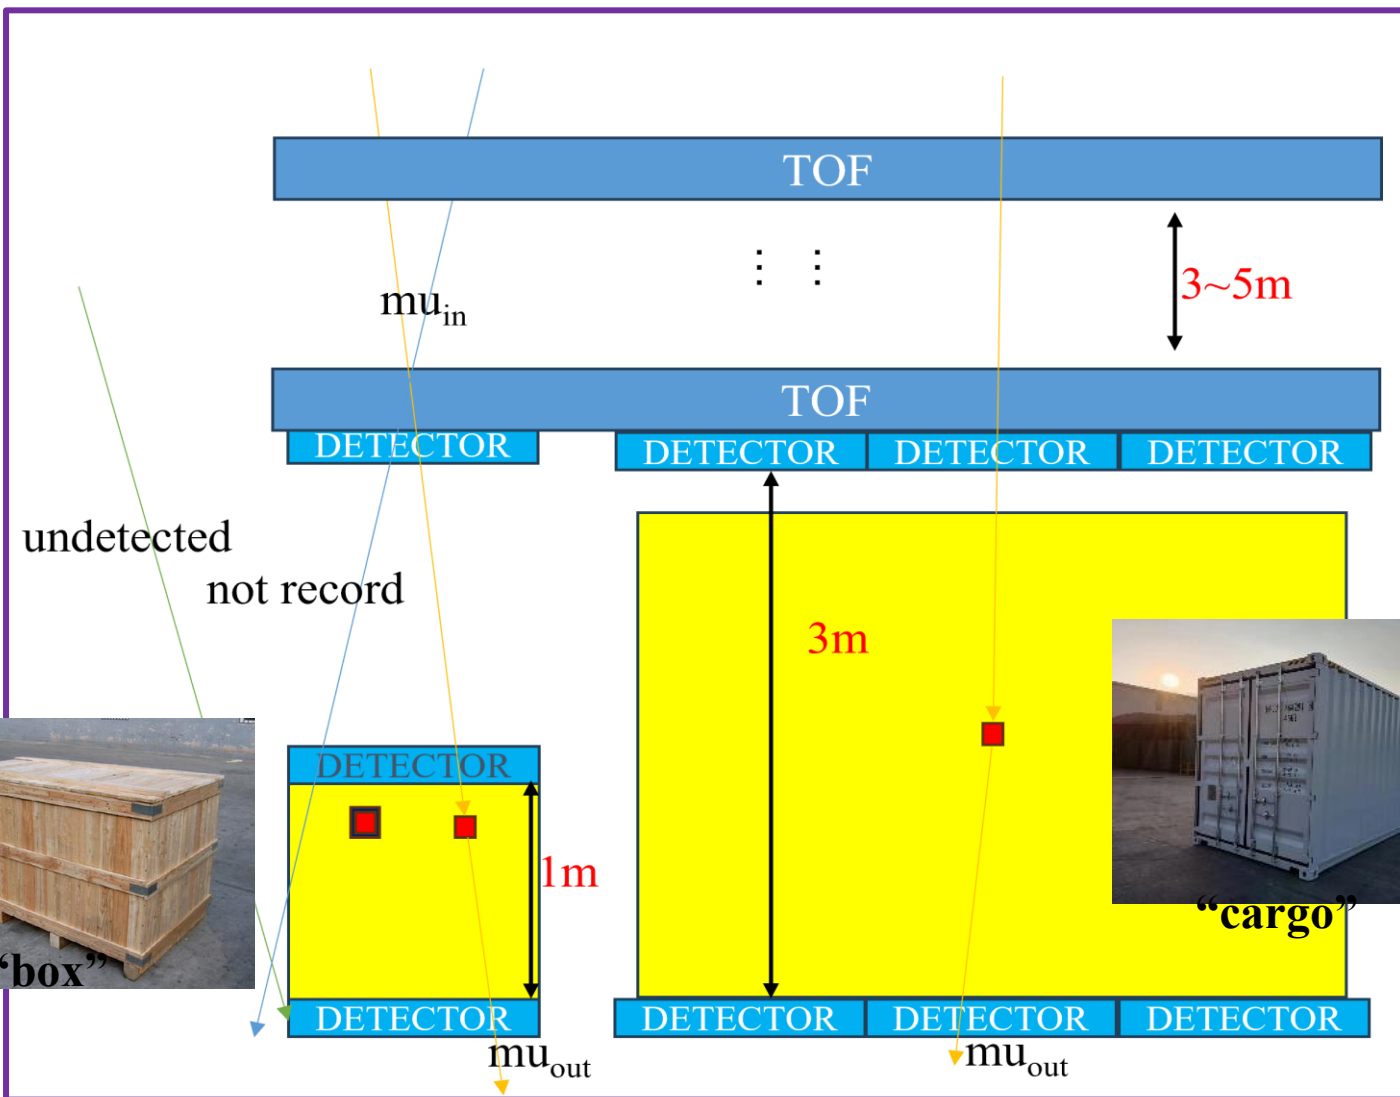 TOF
⋮ ⋮
3~5m
mu_in
TOF
DETECTOR
DETECTOR DETECTOR DETECTOR
undetected
not record
3m
DETECTOR
1m
"cargo"
"box"
DETECTOR
DETECTOR DETECTOR DETECTOR
mu_out
mu_out